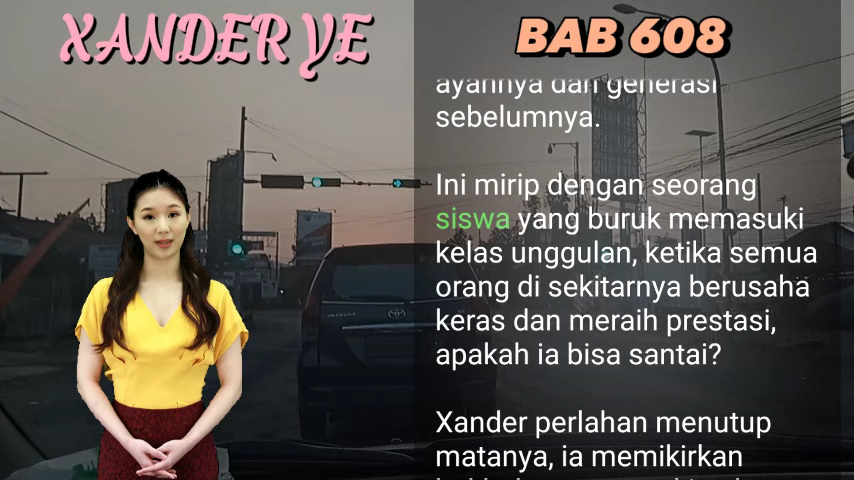 XANDER YE
BAB 608
ayahnya dan generasi
sebelumnya.
Ini mirip dengan seorang
siswa yang buruk memasuki
kelas unggulan, ketika semua
orang di sekitarnya berusaha
keras dan meraih prestasi,
apakah ia bisa santai?
Xander perlahan menutup
matanya, ia memikirkan